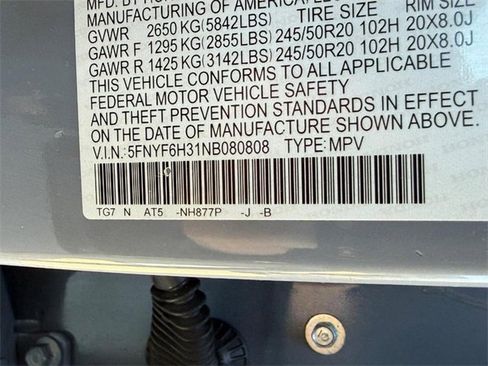 MANUFACTURING OF AMERICA,
GVWR 2650 KG(5842LBS) TIRE SIZE RIM SIZE
GAWR F 1295 KG(2855LBS) 245/50R20 102H 20X8.0J
GAWR R 1425 KG(3142LBS) 245/50R20 102H 20X8.0J
THIS VEHICLE CONFORMS TO ALL APPLICABLE
FEDERAL MOTOR VEHICLE SAFETY
AND THEFT PREVENTION STANDARDS IN EFFECT
ON THE DATE OF MANUFACTURE SHOWN ABOVE.
V.I.N.: 5FNYF6H31NB080808 TYPE: MPV
TG7 N AT5 -NH877P -J -B